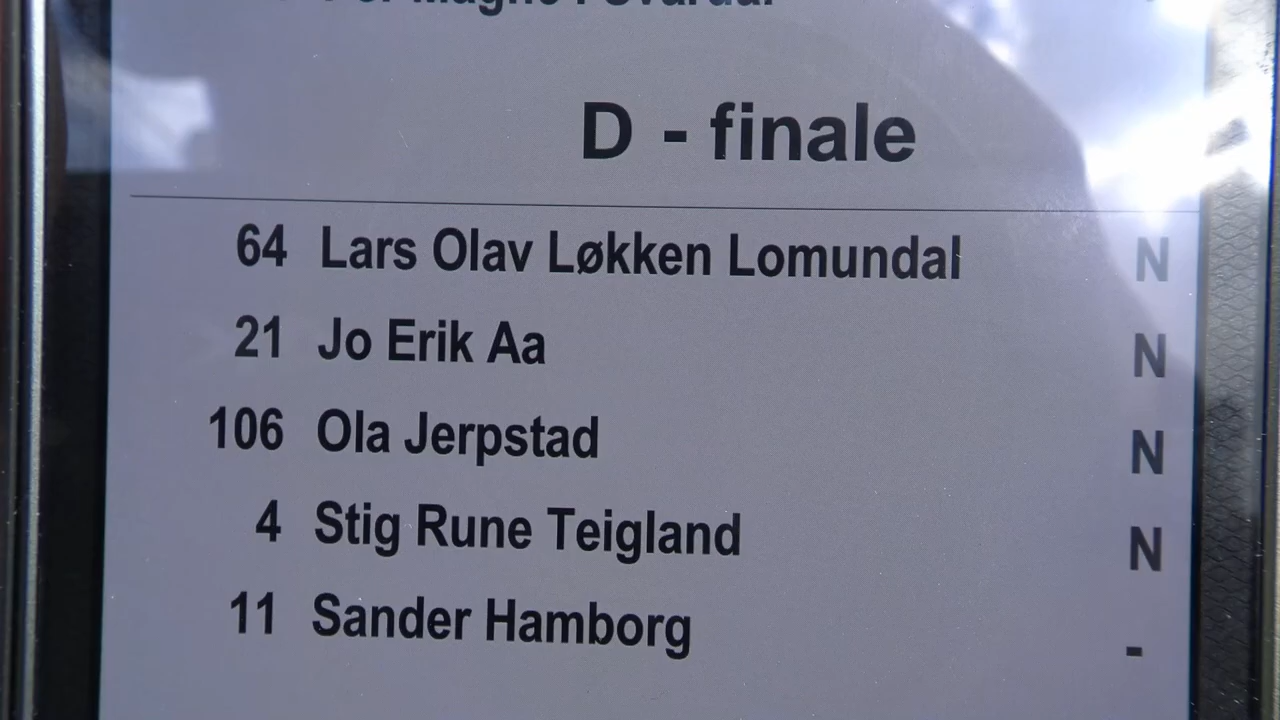 D - finale
64 Lars Olav Løkken Lomundal N
21 Jo Erik Aa N
106 Ola Jerpstad N
4 Stig Rune Teigland N
11 Sander Hamborg -